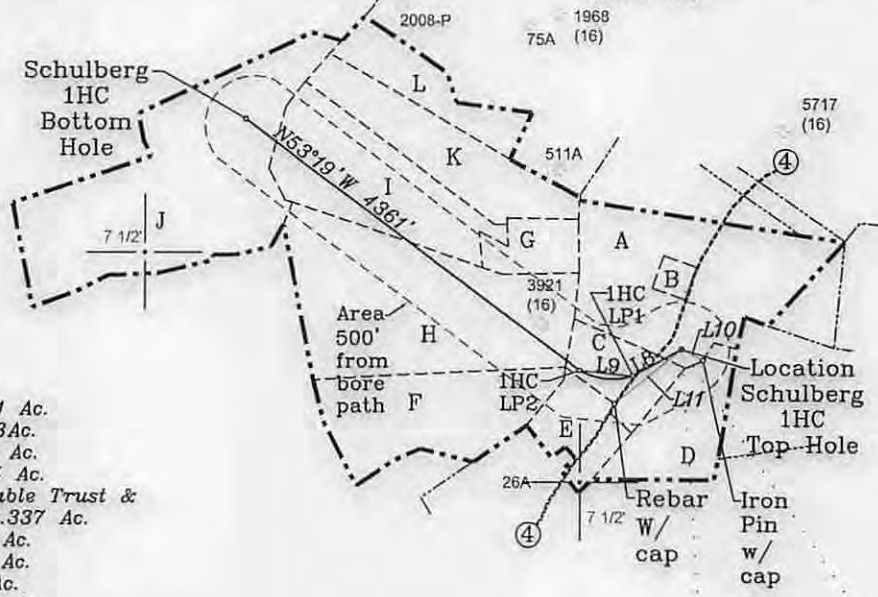 2008-P
1968
75A (16)
Schulberg
1HC
Bottom
Hole
L
5717
(16)
4
K
511A
N53°19'W 4361'
I
J
7 1/2'
G
A
B
3921
(16)
1HC
LP1
Area
500'
from
bore
path
H
C
L10
L8
L9
1HC
LP2
L11
Location
Schulberg
1HC
Top Hole
F
E
D
26A
Ac.
3Ac.
Ac.
Ac.
able Trust &
.337 Ac.
Ac.
Ac.
Ac.
4
7 1/2'
Rebar
W/
cap
Iron
Pin
w/
cap